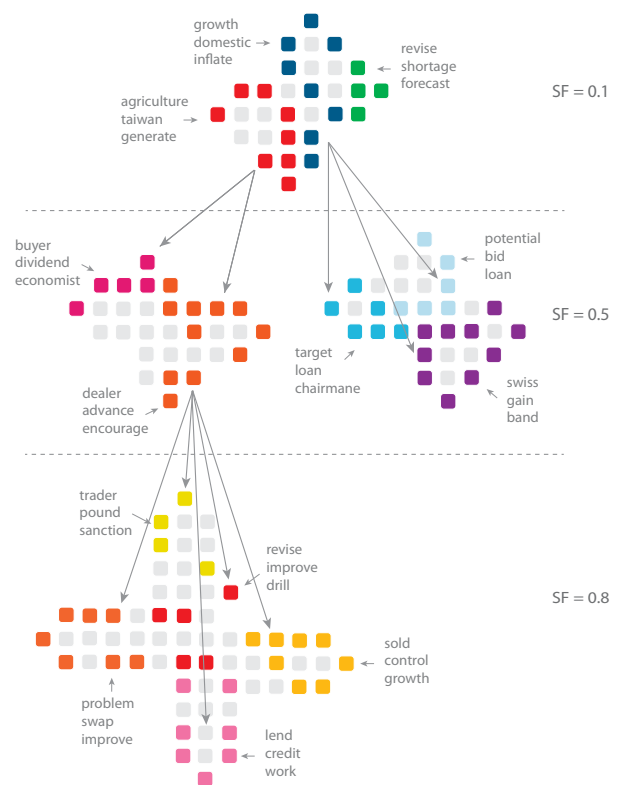 growth
domestic
inflate
revise
shortage
forecast
SF = 0.1
agriculture
taiwan
generate
buyer
dividend
economist
potential
bid
loan
SF = 0.5
target
loan
chairmane
swiss
gain
band
dealer
advance
encourage
trader
pound
sanction
revise
improve
drill
SF = 0.8
sold
control
growth
problem
swap
improve
lend
credit
work